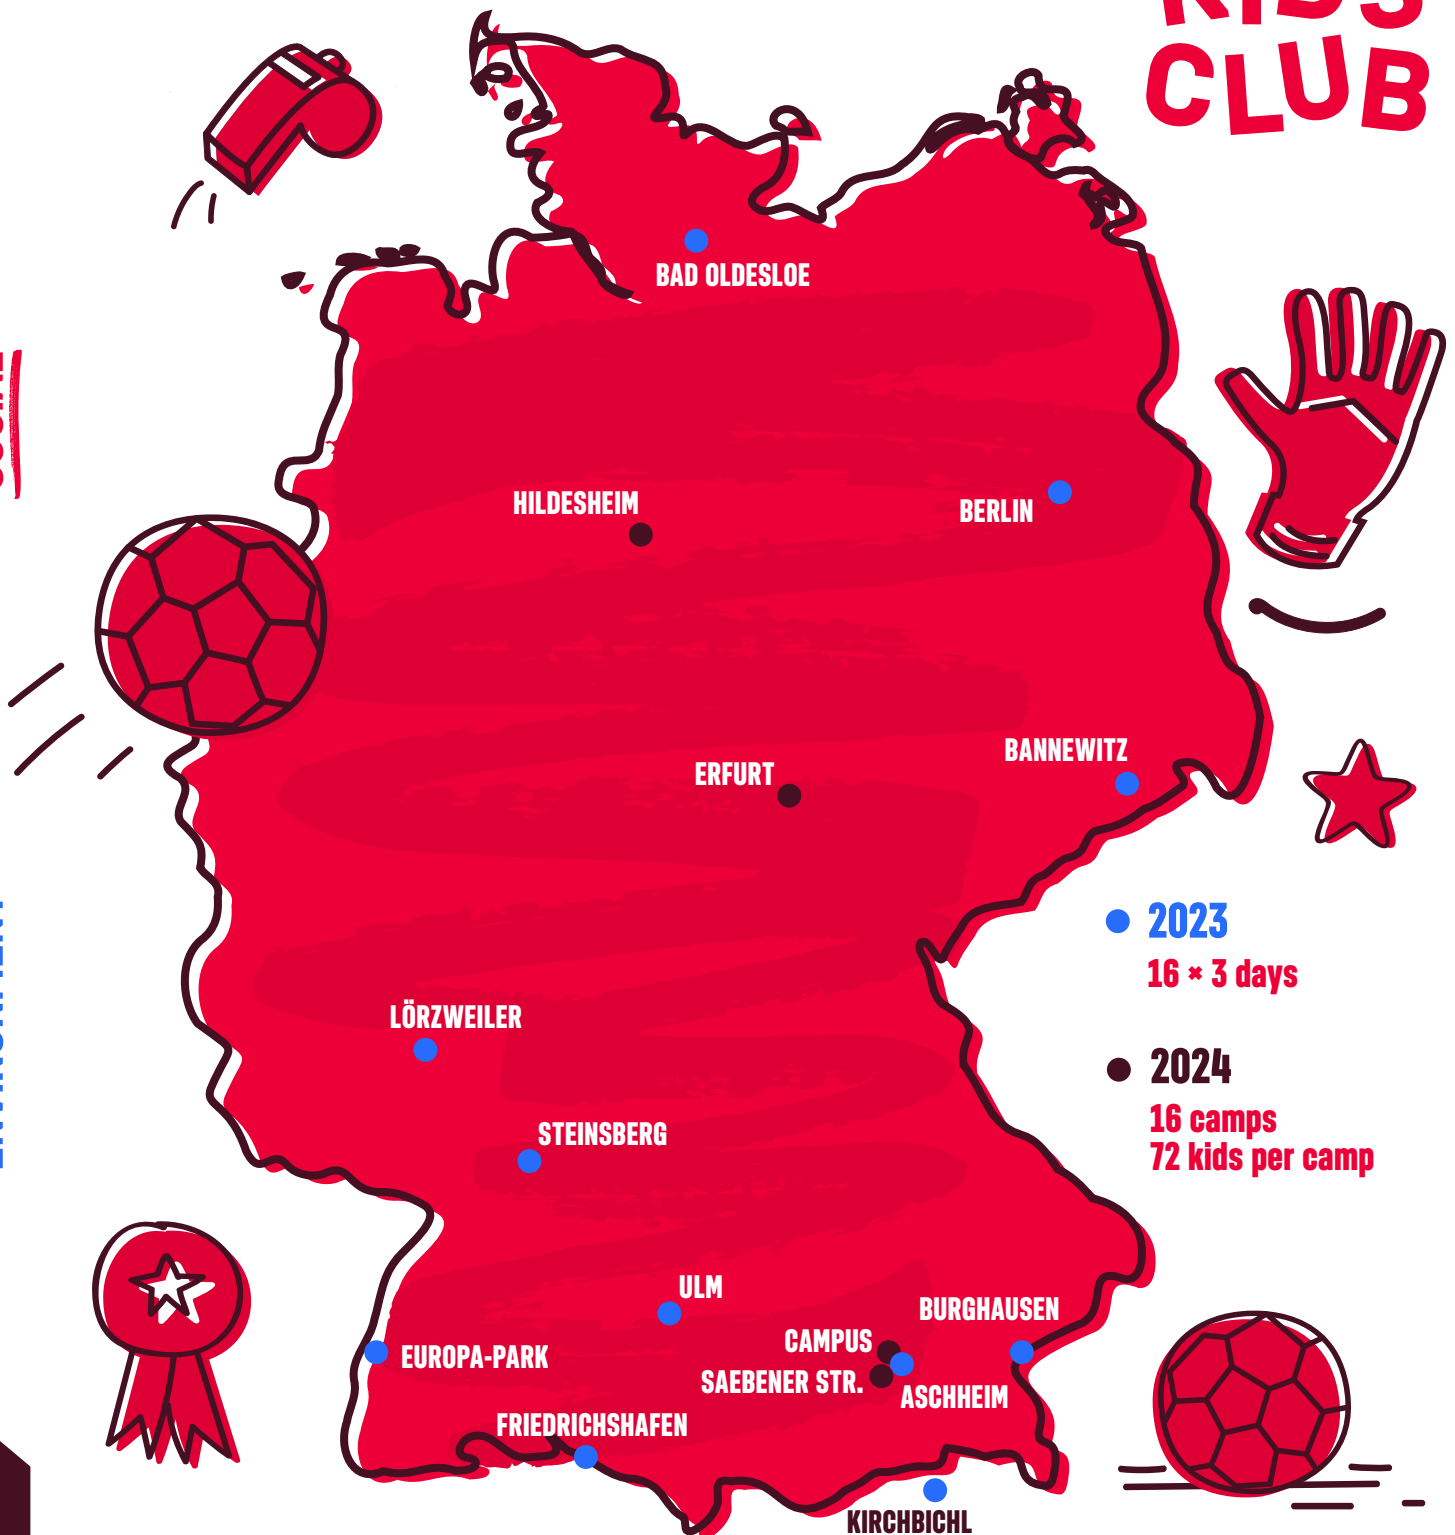 KIDS
CLUB
BAD OLDESLOE
HILDESHEIM
BERLIN
BANNEWITZ
ERFURT
2023
16 × 3 days
LÖRZWEILER
2024
16 camps
72 kids per camp
STEINSBERG
ULM
BURGHAUSEN
CAMPUS
EUROPA-PARK
SAEBENER STR.
ASCHHEIM
FRIEDRICHSHAFEN
KIRCHBICHL